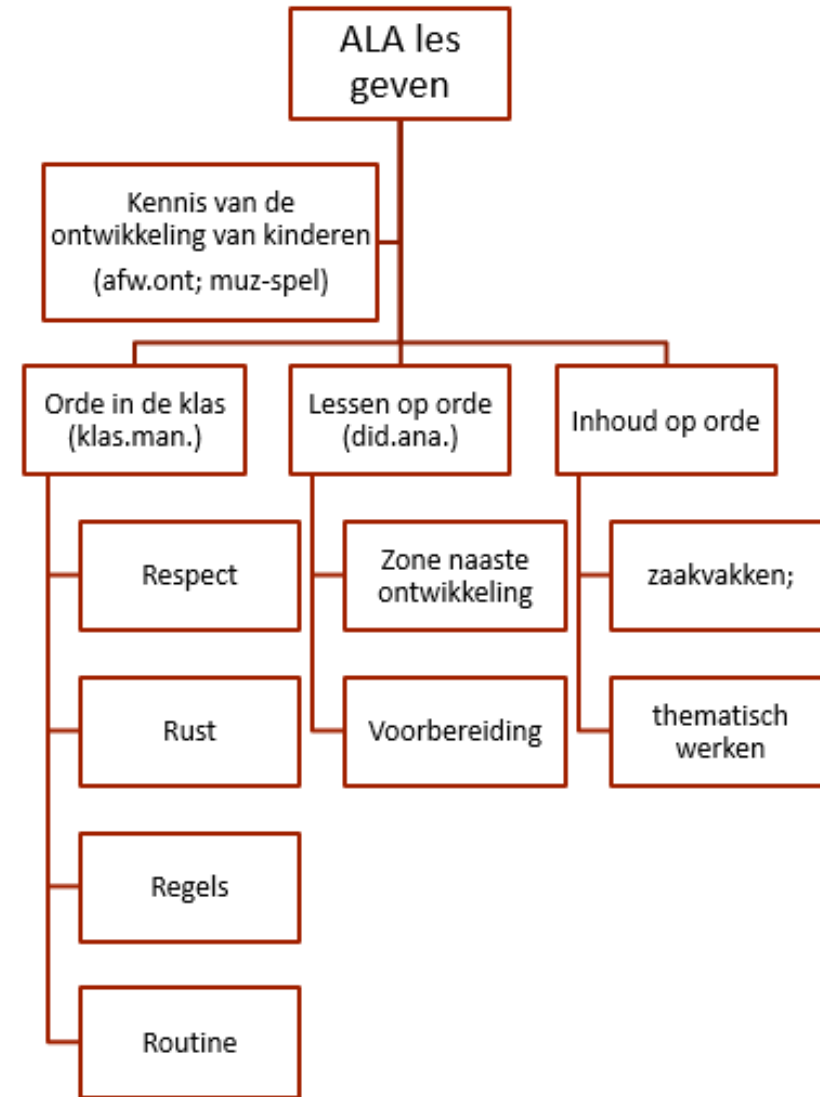 ALA les
geven
Kennis van de
ontwikkeling van kinderen
(afw.ont; muz-spel)
Orde in de klas
(klas.man.)
Respect
Rust
Regels
Routine
Lessen op orde
(did.ana.)
Zone naaste
ontwikkeling
Voorbereiding
Inhoud op orde
zaakvakken;
thematisch
werken